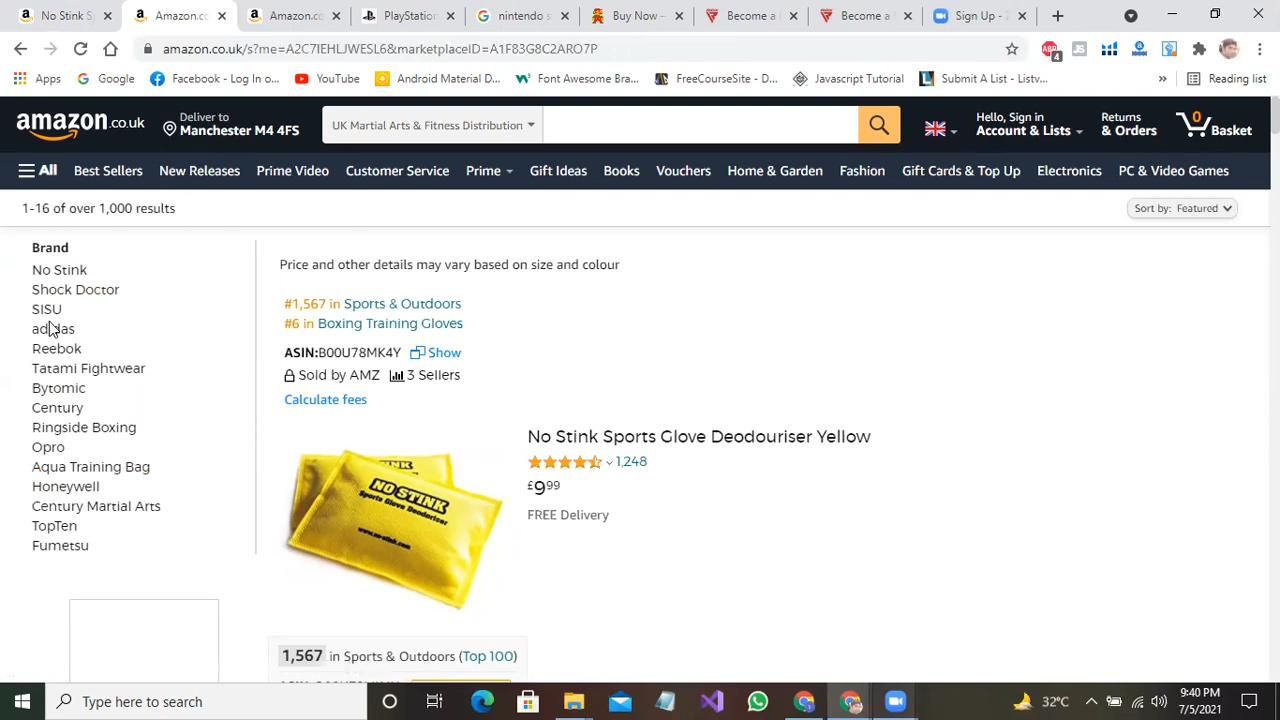 No Stink S
Amazon.co
Amazon.co
PlayStation
nintendo s
Buy Now –
Become a
Become a
Sign Up - Z
amazon.co.uk/s?me=A2C7IEHLJWESL6&marketplaceID=A1F83G8C2ARO7P
4
Apps
Google
Facebook - Log In o...
YouTube
Android Material D...
Font Awesome Bra...
FreeCourseSite - D...
Javascript Tutorial
Submit A List - Listv...
Reading list
amazon.co.uk
Deliver to
Manchester M4 4FS
UK Martial Arts & Fitness Distribution
Hello, Sign in
Account & Lists
Returns
& Orders
0
Basket
All
Best Sellers
New Releases
Prime Video
Customer Service
Prime
Gift Ideas
Books
Vouchers
Home & Garden
Fashion
Gift Cards & Top Up
Electronics
PC & Video Games
1-16 of over 1,000 results
Sort by: Featured
Brand
No Stink
Shock Doctor
SISU
adidas
Reebok
Tatami Fightwear
Bytomic
Century
Ringside Boxing
Opro
Aqua Training Bag
Honeywell
Century Martial Arts
TopTen
Fumetsu
Price and other details may vary based on size and colour
#1,567 in Sports & Outdoors
#6 in Boxing Training Gloves
ASIN:B00U78MK4Y Show
Sold by AMZ 3 Sellers
Calculate fees
NO STINK
Sports Glove Deodoriser
www.no-stink.com
No Stink Sports Glove Deodouriser Yellow
1,248
£9 99
FREE Delivery
1,567 in Sports & Outdoors (Top 100)
Type here to search
32°C
9:40 PM
7/5/2021